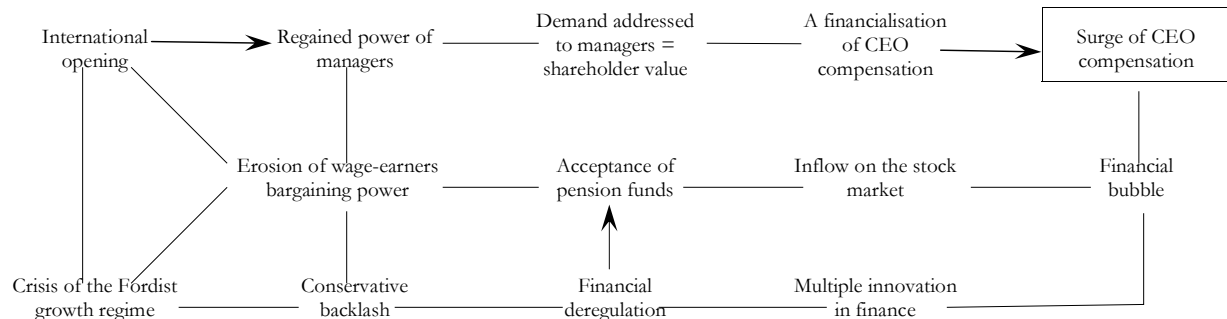 International
opening
Regained power of
managers
Demand addressed
to managers =
shareholder value
A financialisation
of CEO
compensation
Surge of CEO
compensation
Erosion of wage-earners
bargaining power
Acceptance of
pension funds
Inflow on the stock
market
Financial
bubble
Crisis of the Fordist
growth regime
Conservative
backlash
Financial
deregulation
Multiple innovation
in finance